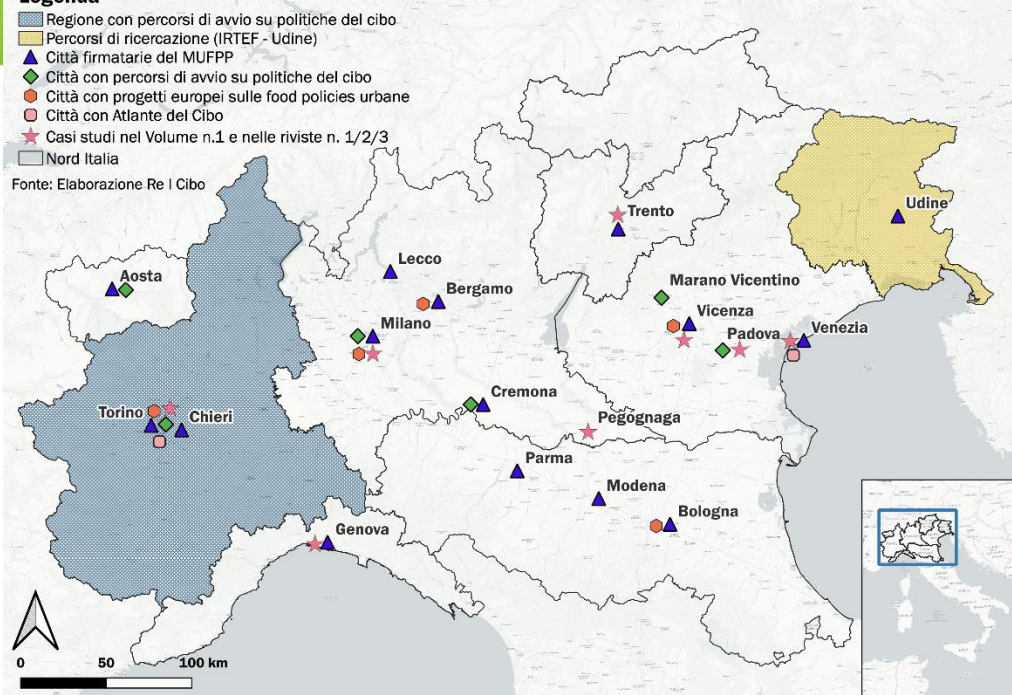 Legenda
Regione con percorsi di avvio su politiche del cibo
Percorsi di ricercazione (IRTEF - Udine)
Città firmatarie del MUFPP
Città con percorsi di avvio su politiche del cibo
Città con progetti europei sulle food policies urbane
Città con Atlante del Cibo
Casi studi nel Volume n.1 e nelle riviste n. 1/2/3
Nord Italia
Fonte: Elaborazione Re | Cibo
Trento
Udine
Aosta
Lecco
Bergamo
Marano Vicentino
Milano
Vicenza
Padova
Venezia
Cremona
Torino
Chieri
Pegognaga
Parma
Modena
Bologna
Genova
0 50 100 km